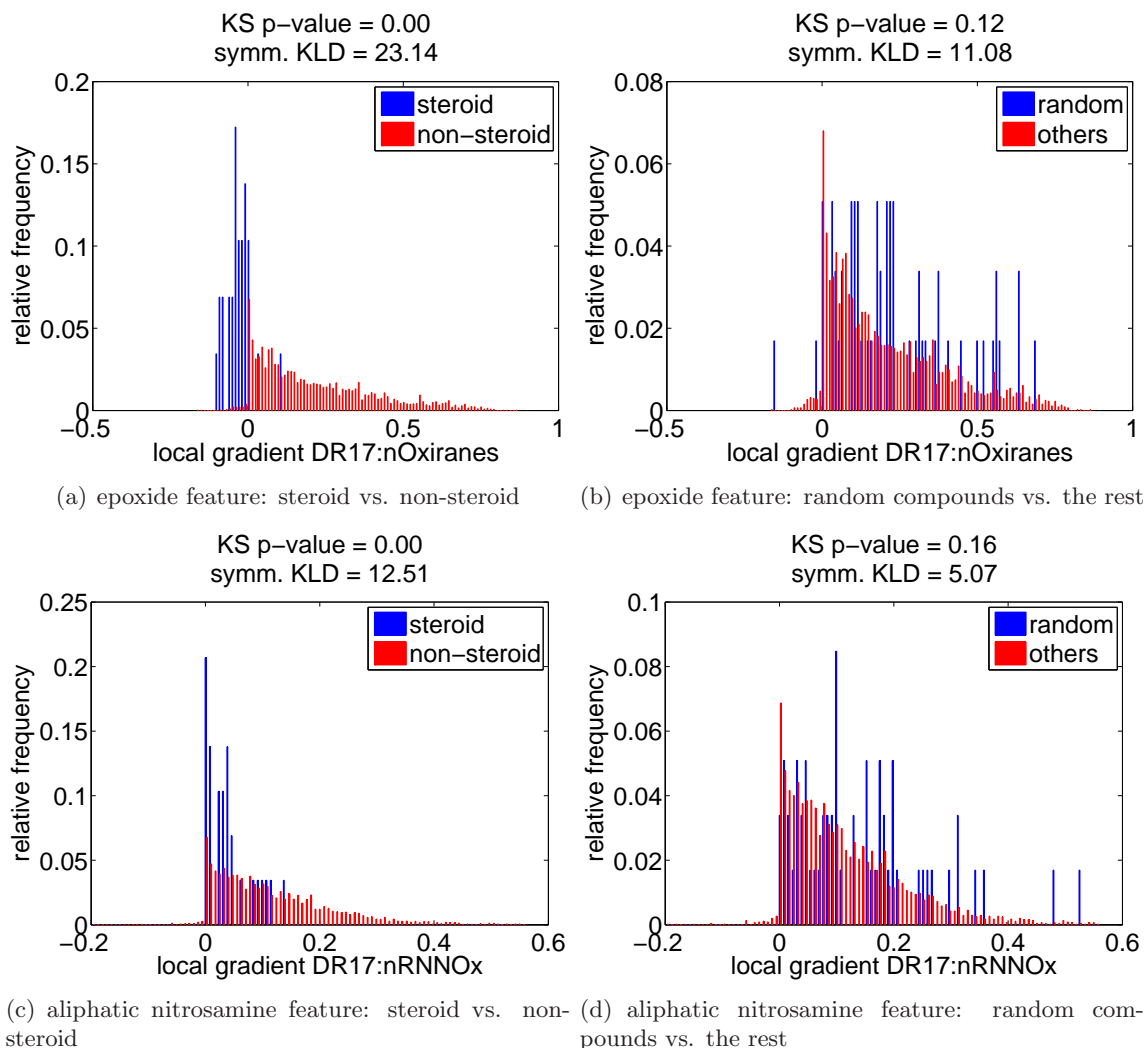 KS p-value = 0.00
symm. KLD = 23.14
0.2
0.15
0.1
0.05
0
−0.5
0
0.5
1
relative frequency
local gradient DR17:nOxiranes
steroid
non−steroid
(a) epoxide feature: steroid vs. non-steroid
KS p-value = 0.12
symm. KLD = 11.08
0.08
0.06
0.04
0.02
0
−0.5
0
0.5
1
relative frequency
local gradient DR17:nOxiranes
random
others
(b) epoxide feature: random compounds vs. the rest
KS p-value = 0.00
symm. KLD = 12.51
0.25
0.2
0.15
0.1
0.05
0
−0.2
0
0.2
0.4
0.6
relative frequency
local gradient DR17:nRNNOx
steroid
non−steroid
(c) aliphatic nitrosamine feature: steroid vs. non-
steroid
KS p-value = 0.16
symm. KLD = 5.07
0.1
0.08
0.06
0.04
0.02
0
−0.2
0
0.2
0.4
0.6
relative frequency
local gradient DR17:nRNNOx
random
others
(d) aliphatic nitrosamine feature: random com-
pounds vs. the rest